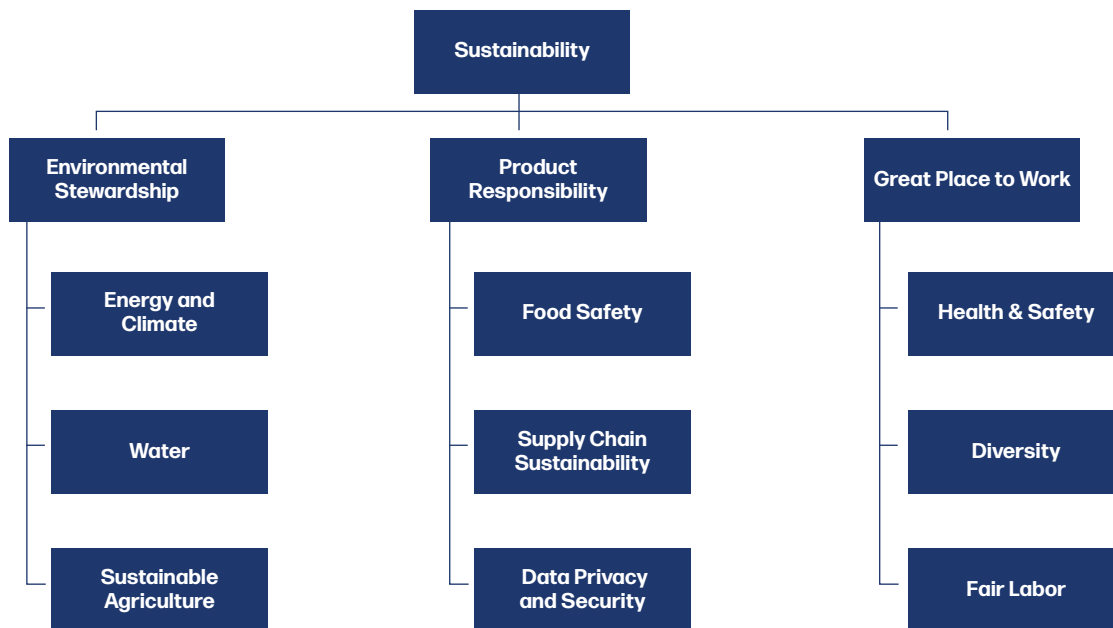 Sustainability
Environmental
Stewardship
Product
Responsibility
Great Place to Work
Energy and
Climate
Food Safety
Health & Safety
Water
Supply Chain
Sustainability
Diversity
Sustainable
Agriculture
Data Privacy
and Security
Fair Labor